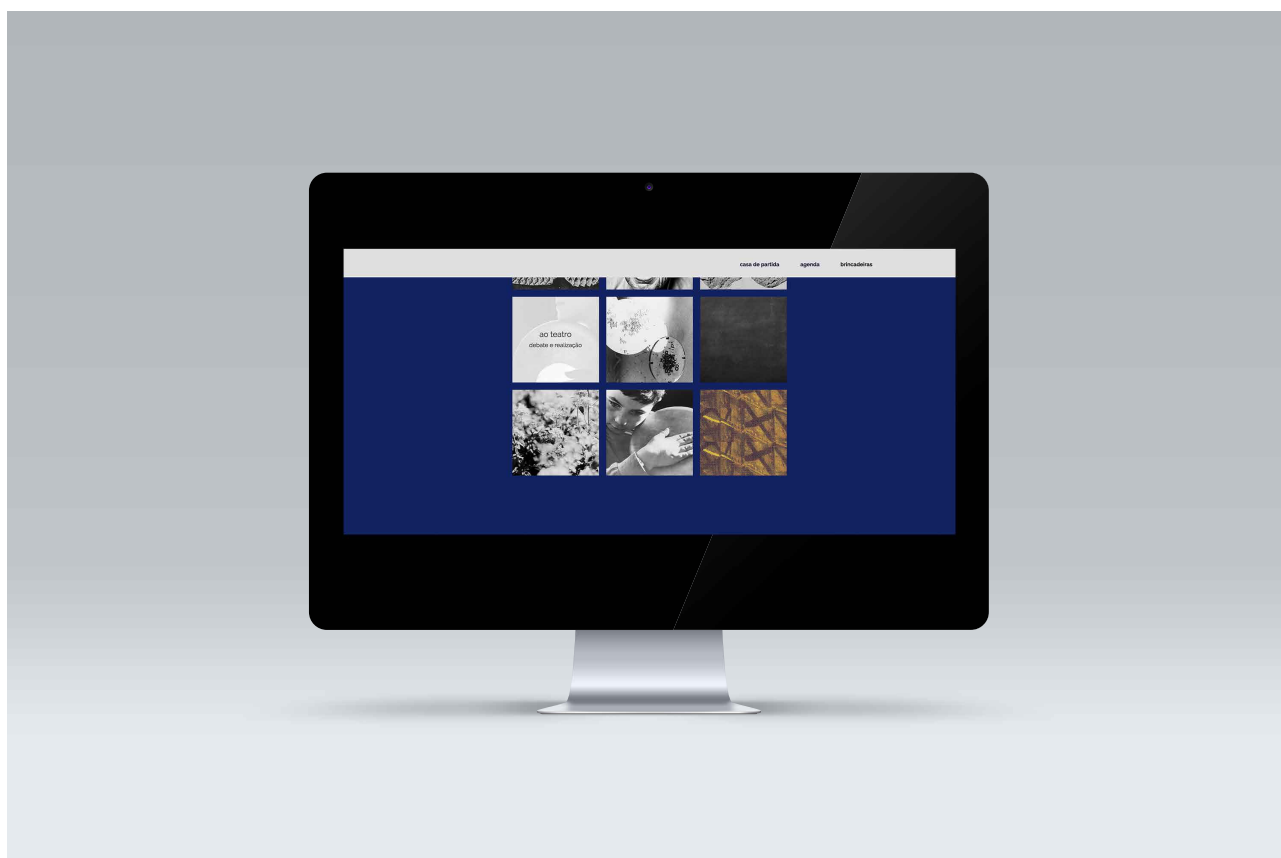 casa de partida
agenda
brincadeiras
ao teatro
debate e realização